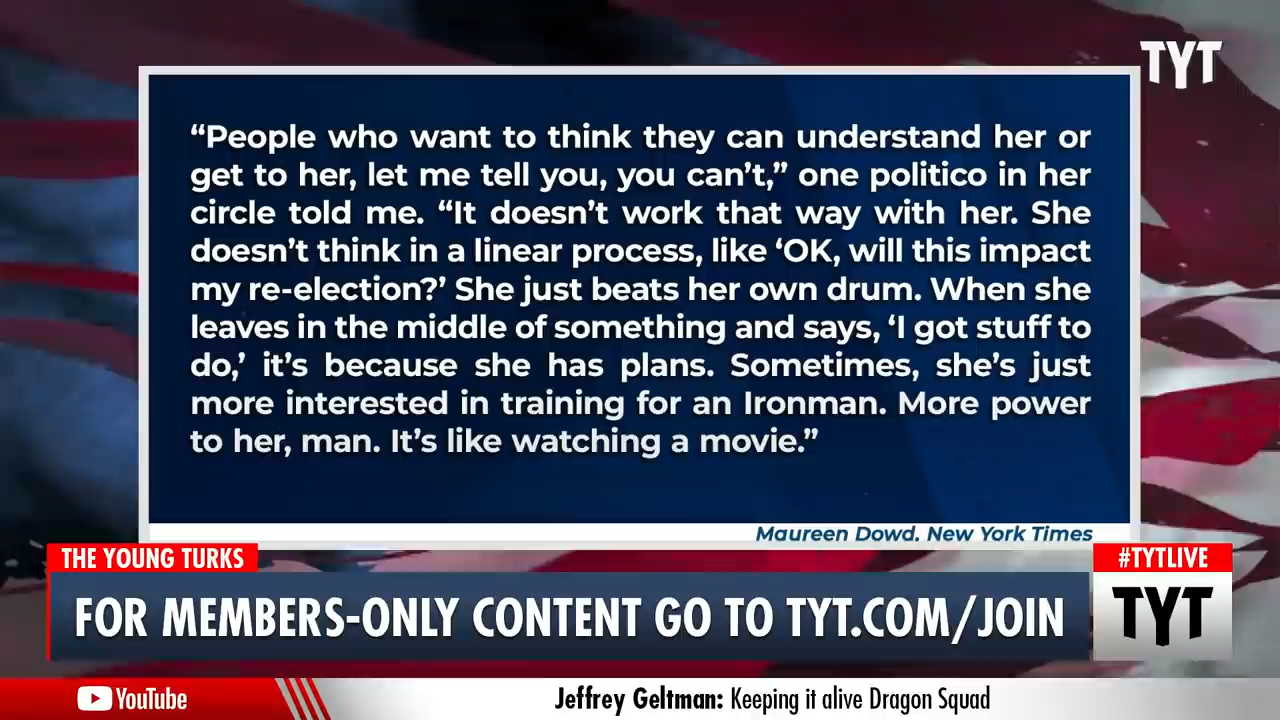 TYT
“People who want to think they can understand her or
get to her, let me tell you, you can’t,” one politico in her
circle told me. “It doesn’t work that way with her. She
doesn’t think in a linear process, like ‘OK, will this impact
my re-election?’ She just beats her own drum. When she
leaves in the middle of something and says, ‘I got stuff to
do,’ it’s because she has plans. Sometimes, she’s just
more interested in training for an Ironman. More power
to her, man. It’s like watching a movie.”
Maureen Dowd, New York Times
THE YOUNG TURKS
#TYTLIVE
FOR MEMBERS-ONLY CONTENT GO TO TYT.COM/JOIN
TYT
YouTube
Jeffrey Geltman: Keeping it alive Dragon Squad